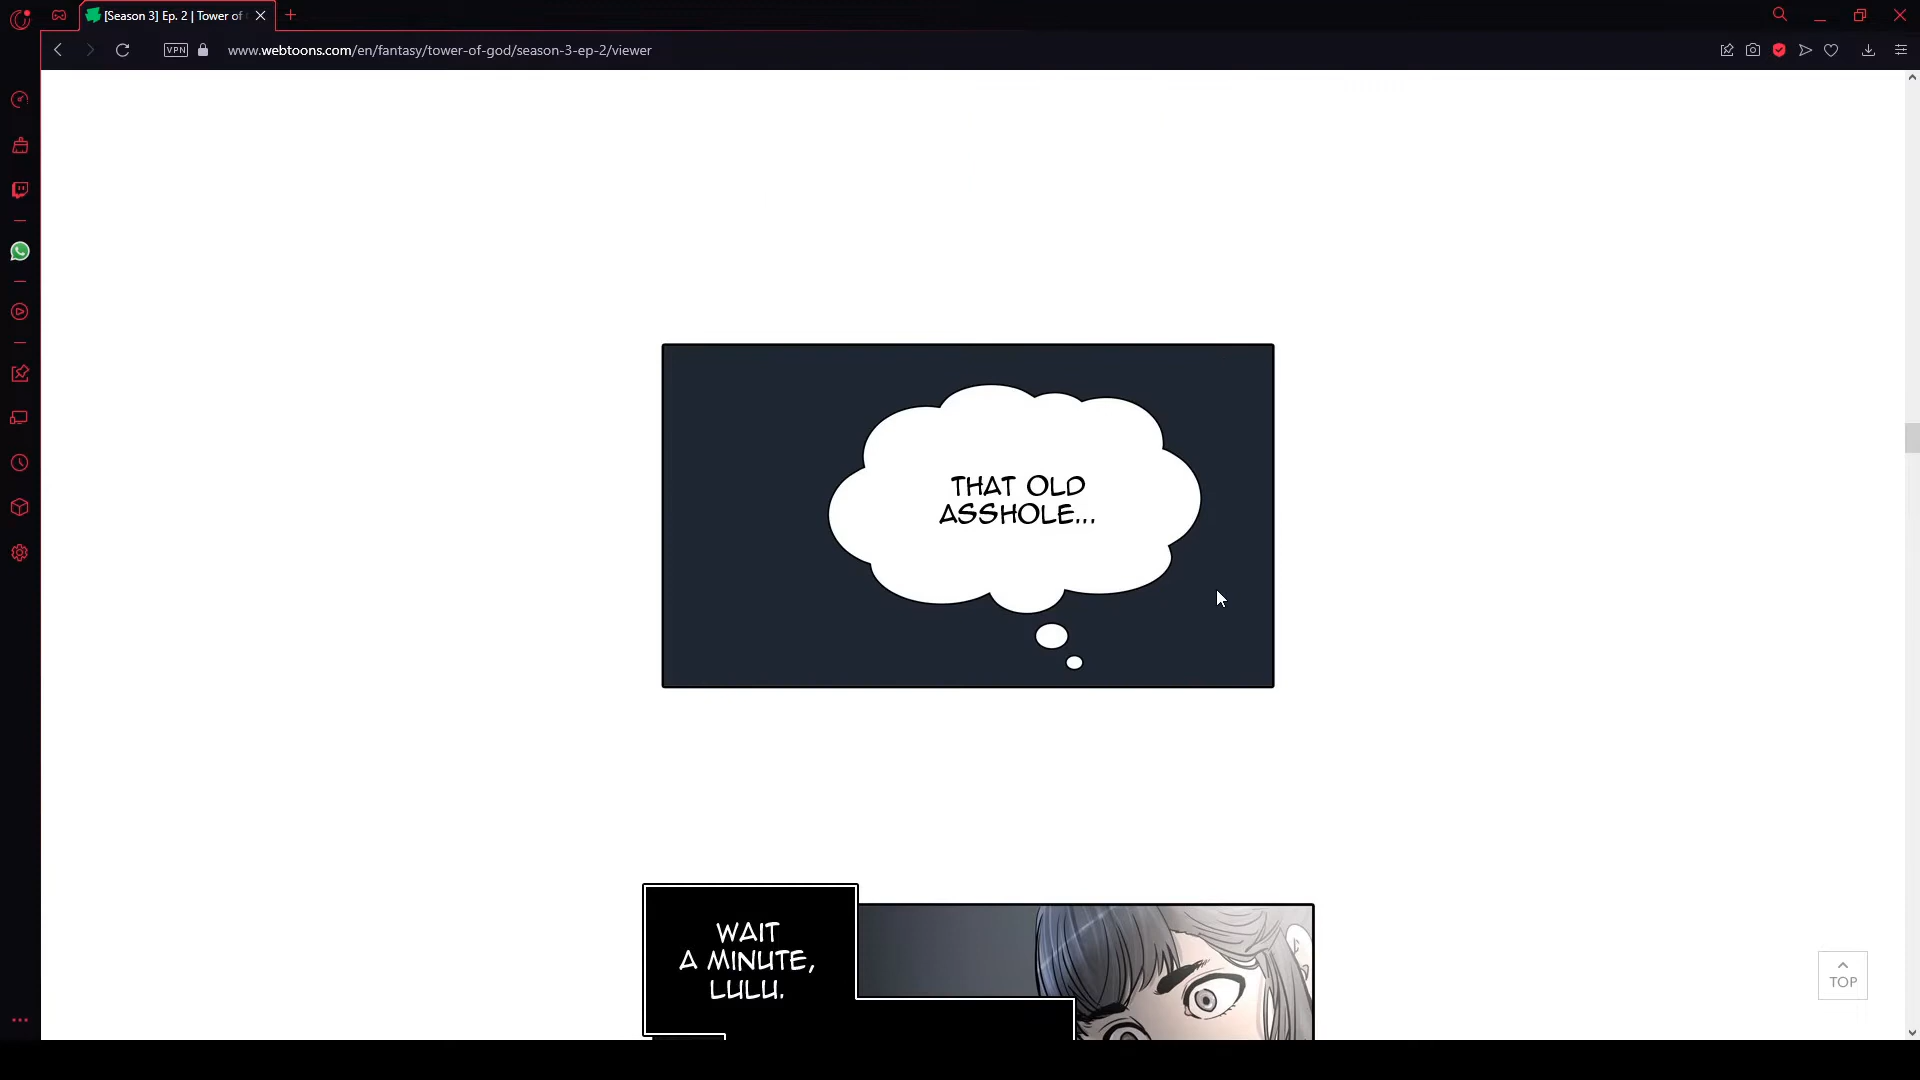 [Season 3] Ep. 2 | Tower of
VPN
www.webtoons.com/en/fantasy/tower-of-god/season-3-ep-2/viewer
THAT OLD
ASSHOLE...
WAIT
A MINUTE,
LULU.
TOP